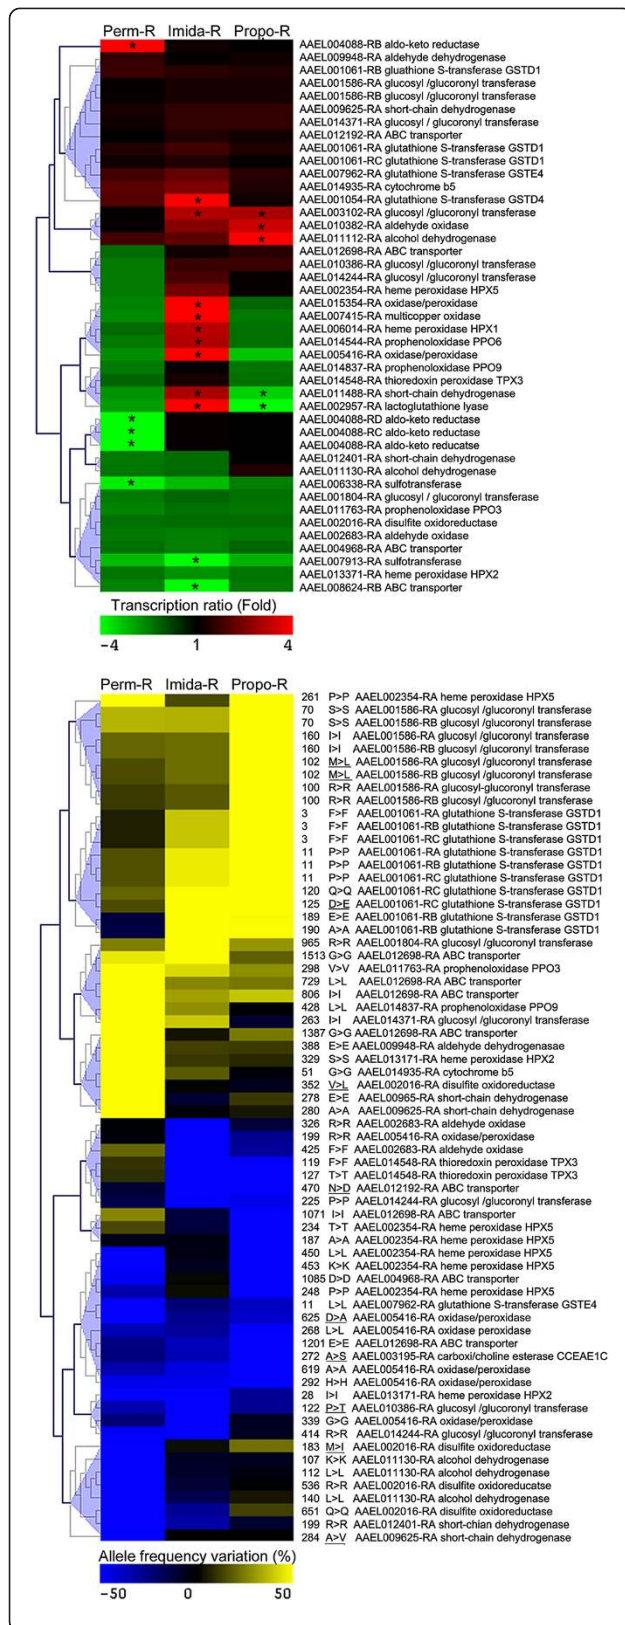 Perm-R Imida-R Propo-R
* AAEL004088-RB aldo-keto reductase
AAEL009948-RA aldehyde dehydrogenase
AAEL001061-RB gluathione S-transferase GSTD1
AAEL001586-RA glucosyl /glucoronyl transferase
AAEL001586-RB glucosyl /glucoronyl transferase
AAEL009625-RA short-chain dehydrogenase
AAEL014371-RA glucosyl / glucoronyl transferase
AAEL012192-RA ABC transporter
AAEL001061-RA glutathione S-transferase GSTD1
AAEL001061-RC glutathione S-transferase GSTD1
AAEL007962-RA glutathione S-transferase GSTE4
AAEL014935-RA cytochrome b5
* AAEL001054-RA glutathione S-transferase GSTD4
* * AAEL003102-RA glucosyl /glucoronyl transferase
* AAEL010382-RA aldehyde oxidase
* AAEL011112-RA alcohol dehydrogenase
AAEL012698-RA ABC transporter
AAEL010386-RA glucosyl /glucoronyl transferase
AAEL014244-RA glucosyl /glucoronyl transferase
AAEL002354-RA heme peroxidase HPX5
* AAEL015354-RA oxidase/peroxidase
* AAEL007415-RA multicopper oxidase
* AAEL006014-RA heme peroxidase HPX1
* AAEL014544-RA prophenoloxidase PPO6
* AAEL005416-RA oxidase/peroxidase
AAEL014837-RA prophenoloxidase PPO9
AAEL014548-RA thioredoxin peroxidase TPX3
* * AAEL011488-RA short-chain dehydrogenase
* * AAEL002957-RA lactoglutathione lyase
* AAEL004088-RD aldo-keto reductase
* AAEL004088-RC aldo-keto reductase
* AAEL004088-RA aldo-keto reducatse
AAEL012401-RA short-chain dehydrogenase
AAEL011130-RA alcohol dehydrogenase
* AAEL006338-RA sulfotransferase
AAEL001804-RA glucosyl / glucoronyl transferase
AAEL011763-RA prophenoloxidase PPO3
AAEL002016-RA disulfite oxidoreductase
AAEL002683-RA aldehyde oxidase
AAEL004968-RA ABC transporter
* AAEL007913-RA sulfotransferase
AAEL013371-RA heme peroxidase HPX2
* AAEL008624-RB ABC transporter
Transcription ratio (Fold)
-4 1 4
Perm-R Imida-R Propo-R
261 P>P AAEL002354-RA heme peroxidase HPX5
70 S>S AAEL001586-RA glucosyl /glucoronyl transferase
70 S>S AAEL001586-RB glucosyl /glucoronyl transferase
160 I>I AAEL001586-RA glucosyl /glucoronyl transferase
160 I>I AAEL001586-RB glucosyl /glucoronyl transferase
102 M>L AAEL001586-RA glucosyl /glucoronyl transferase
102 M>L AAEL001586-RB glucosyl /glucoronyl transferase
100 R>R AAEL001586-RA glucosyl-glucoronyl transferase
100 R>R AAEL001586-RB glucosyl /glucoronyl transferase
3 F>F AAEL001061-RA glutathione S-transferase GSTD1
3 F>F AAEL001061-RB glutathione S-transferase GSTD1
3 F>F AAEL001061-RC glutathione S-transferase GSTD1
11 P>P AAEL001061-RA glutathione S-transferase GSTD1
11 P>P AAEL001061-RB glutathione S-transferase GSTD1
11 P>P AAEL001061-RC glutathione S-transferase GSTD1
120 Q>Q AAEL001061-RC glutathione S-transferase GSTD1
125 D>E AAEL001061-RC glutathione S-transferase GSTD1
189 E>E AAEL001061-RB glutathione S-transferase GSTD1
190 A>A AAEL001061-RB glutathione S-transferase GSTD1
965 R>R AAEL001804-RA glucosyl /glucoronyl transferase
1513 G>G AAEL012698-RA ABC transporter
298 V>V AAEL011763-RA prophenoloxidase PPO3
729 L>L AAEL012698-RA ABC transporter
806 I>I AAEL012698-RA ABC transporter
428 L>L AAEL014837-RA prophenoloxidase PPO9
263 I>I AAEL014371-RA glucosyl /glucoronyl transferase
1387 G>G AAEL012698-RA ABC transporter
388 E>E AAEL009948-RA aldehyde dehydrogenasae
329 S>S AAEL013171-RA heme peroxidase HPX2
51 G>G AAEL014935-RA cytochrome b5
352 V>L AAEL002016-RA disulfite oxidoreductase
278 E>E AAEL00965-RA short-chain dehydrogenase
280 A>A AAEL009625-RA short-chain dehydrogenase
326 R>R AAEL002683-RA aldehyde oxidase
199 R>R AAEL005416-RA oxidase/peroxidase
425 F>F AAEL002683-RA aldehyde oxidase
119 F>F AAEL014548-RA thioredoxin peroxidase TPX3
127 T>T AAEL014548-RA thioredoxin peroxidase TPX3
470 N>D AAEL012192-RA ABC transporter
225 P>P AAEL014244-RA glucosyl /glucoronyl transferase
1071 I>I AAEL012698-RA ABC transporter
234 T>T AAEL002354-RA heme peroxidase HPX5
187 A>A AAEL002354-RA heme peroxidase HPX5
450 L>L AAEL002354-RA heme peroxidase HPX5
453 K>K AAEL002354-RA heme peroxidase HPX5
1085 D>D AAEL004968-RA ABC transporter
248 P>P AAEL002354-RA heme peroxidase HPX5
11 L>L AAEL007962-RA glutathione S-transferase GSTE4
625 D>A AAEL005416-RA oxidase/peroxidase
268 L>L AAEL005416-RA oxidase peroxidase
1201 E>E AAEL012698-RA ABC transporter
272 A>S AAEL003195-RA carboxi/choline esterase CCEAE1C
619 A>A AAEL005416-RA oxidase/peroxidase
292 H>H AAEL005416-RA oxidase/peroxidase
28 I>I AAEL013171-RA heme peroxidase HPX2
122 P>T AAEL010386-RA glucosyl /glucoronyl transferase
339 G>G AAEL005416-RA oxidase/peroxidase
414 R>R AAEL014244-RA glucosyl /glucoronyl transferase
183 M>I AAEL002016-RA disulfite oxidoreductase
107 K>K AAEL011130-RA alcohol dehydrogenase
112 L>L AAEL011130-RA alcohol dehydrogenase
536 R>R AAEL002016-RA disulfite oxidoreducatse
140 L>L AAEL011130-RA alcohol dehydrogenase
651 Q>Q AAEL002016-RA disulfite oxidoreductase
199 R>R AAEL012401-RA short-chian dehydrogenase
284 A>V AAEL009625-RA short-chain dehydrogenase
Allele frequency variation (%)
-50 0 50